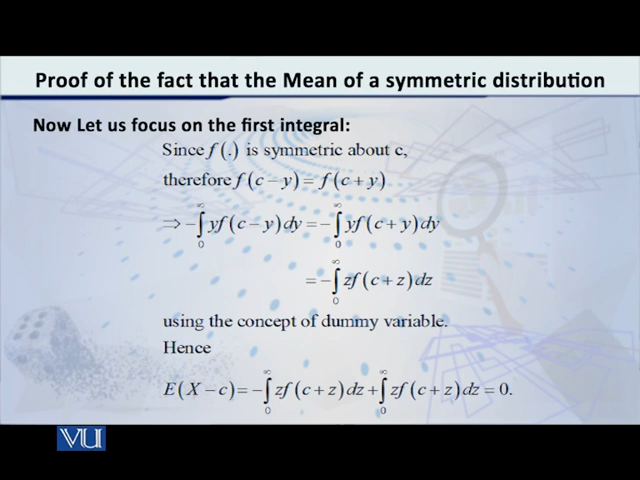 Proof of the fact that the Mean of a symmetric distribution
Now Let us focus on the first integral:
Since f(.) is symmetric about c,
therefore f(c − y) = f(c + y)
⇒ −∫₀^∞ yf(c − y)dy = −∫₀^∞ yf(c + y)dy
= −∫₀^∞ zf(c + z)dz
using the concept of dummy variable.
Hence
E(X − c) = −∫₀^∞ zf(c + z)dz + ∫₀^∞ zf(c + z)dz = 0.
VU